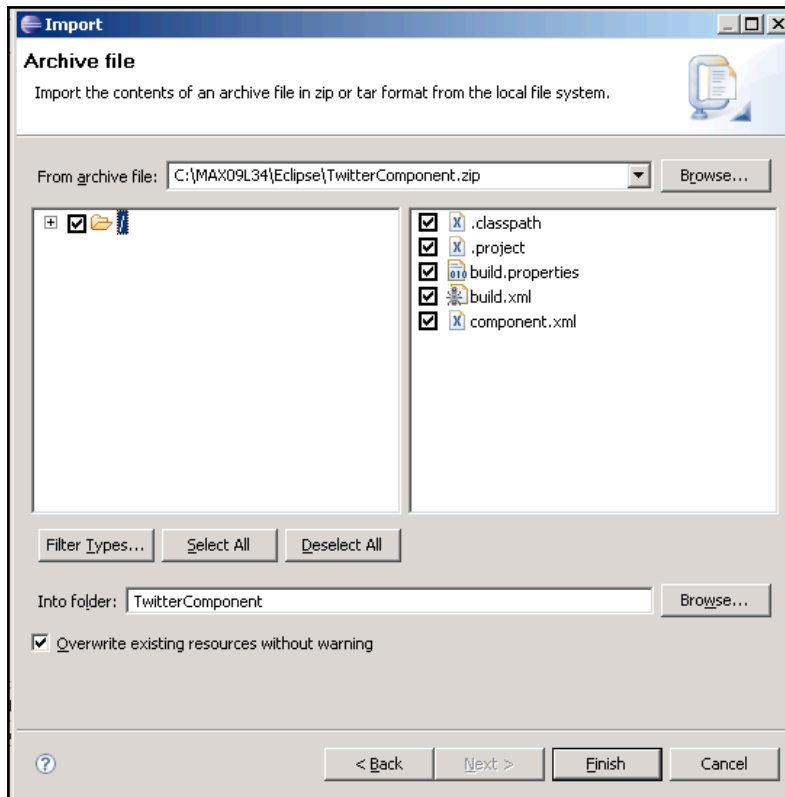 Import
Archive file
Import the contents of an archive file in zip or tar format from the local file system.
From archive file: C:\MAX09L34\Eclipse\TwitterComponent.zip Browse...
/
.classpath
.project
build.properties
build.xml
component.xml
Filter Types... Select All Deselect All
Into folder: TwitterComponent Browse...
Overwrite existing resources without warning
? < Back Next > Finish Cancel